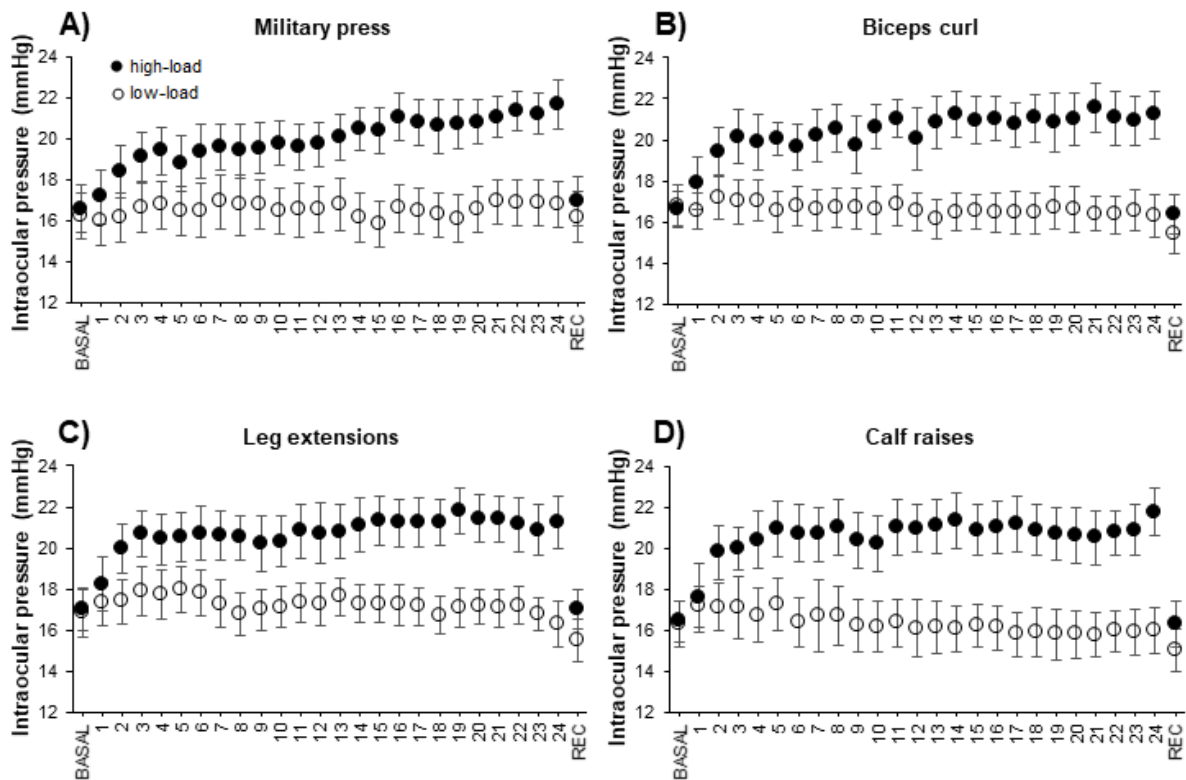 A)
Military press
Intraocular pressure (mmHg)
24
22
20
18
16
14
12
high-load
low-load
BASAL 1 2 3 4 5 6 7 8 9 10 11 12 13 14 15 16 17 18 19 20 21 22 23 24 REC
B)
Biceps curl
Intraocular pressure (mmHg)
24
22
20
18
16
14
12
BASAL 1 2 3 4 5 6 7 8 9 10 11 12 13 14 15 16 17 18 19 20 21 22 23 24 REC
C)
Leg extensions
Intraocular pressure (mmHg)
24
22
20
18
16
14
12
BASAL 1 2 3 4 5 6 7 8 9 10 11 12 13 14 15 16 17 18 19 20 21 22 23 24 REC
D)
Calf raises
Intraocular pressure (mmHg)
24
22
20
18
16
14
12
BASAL 1 2 3 4 5 6 7 8 9 10 11 12 13 14 15 16 17 18 19 20 21 22 23 24 REC